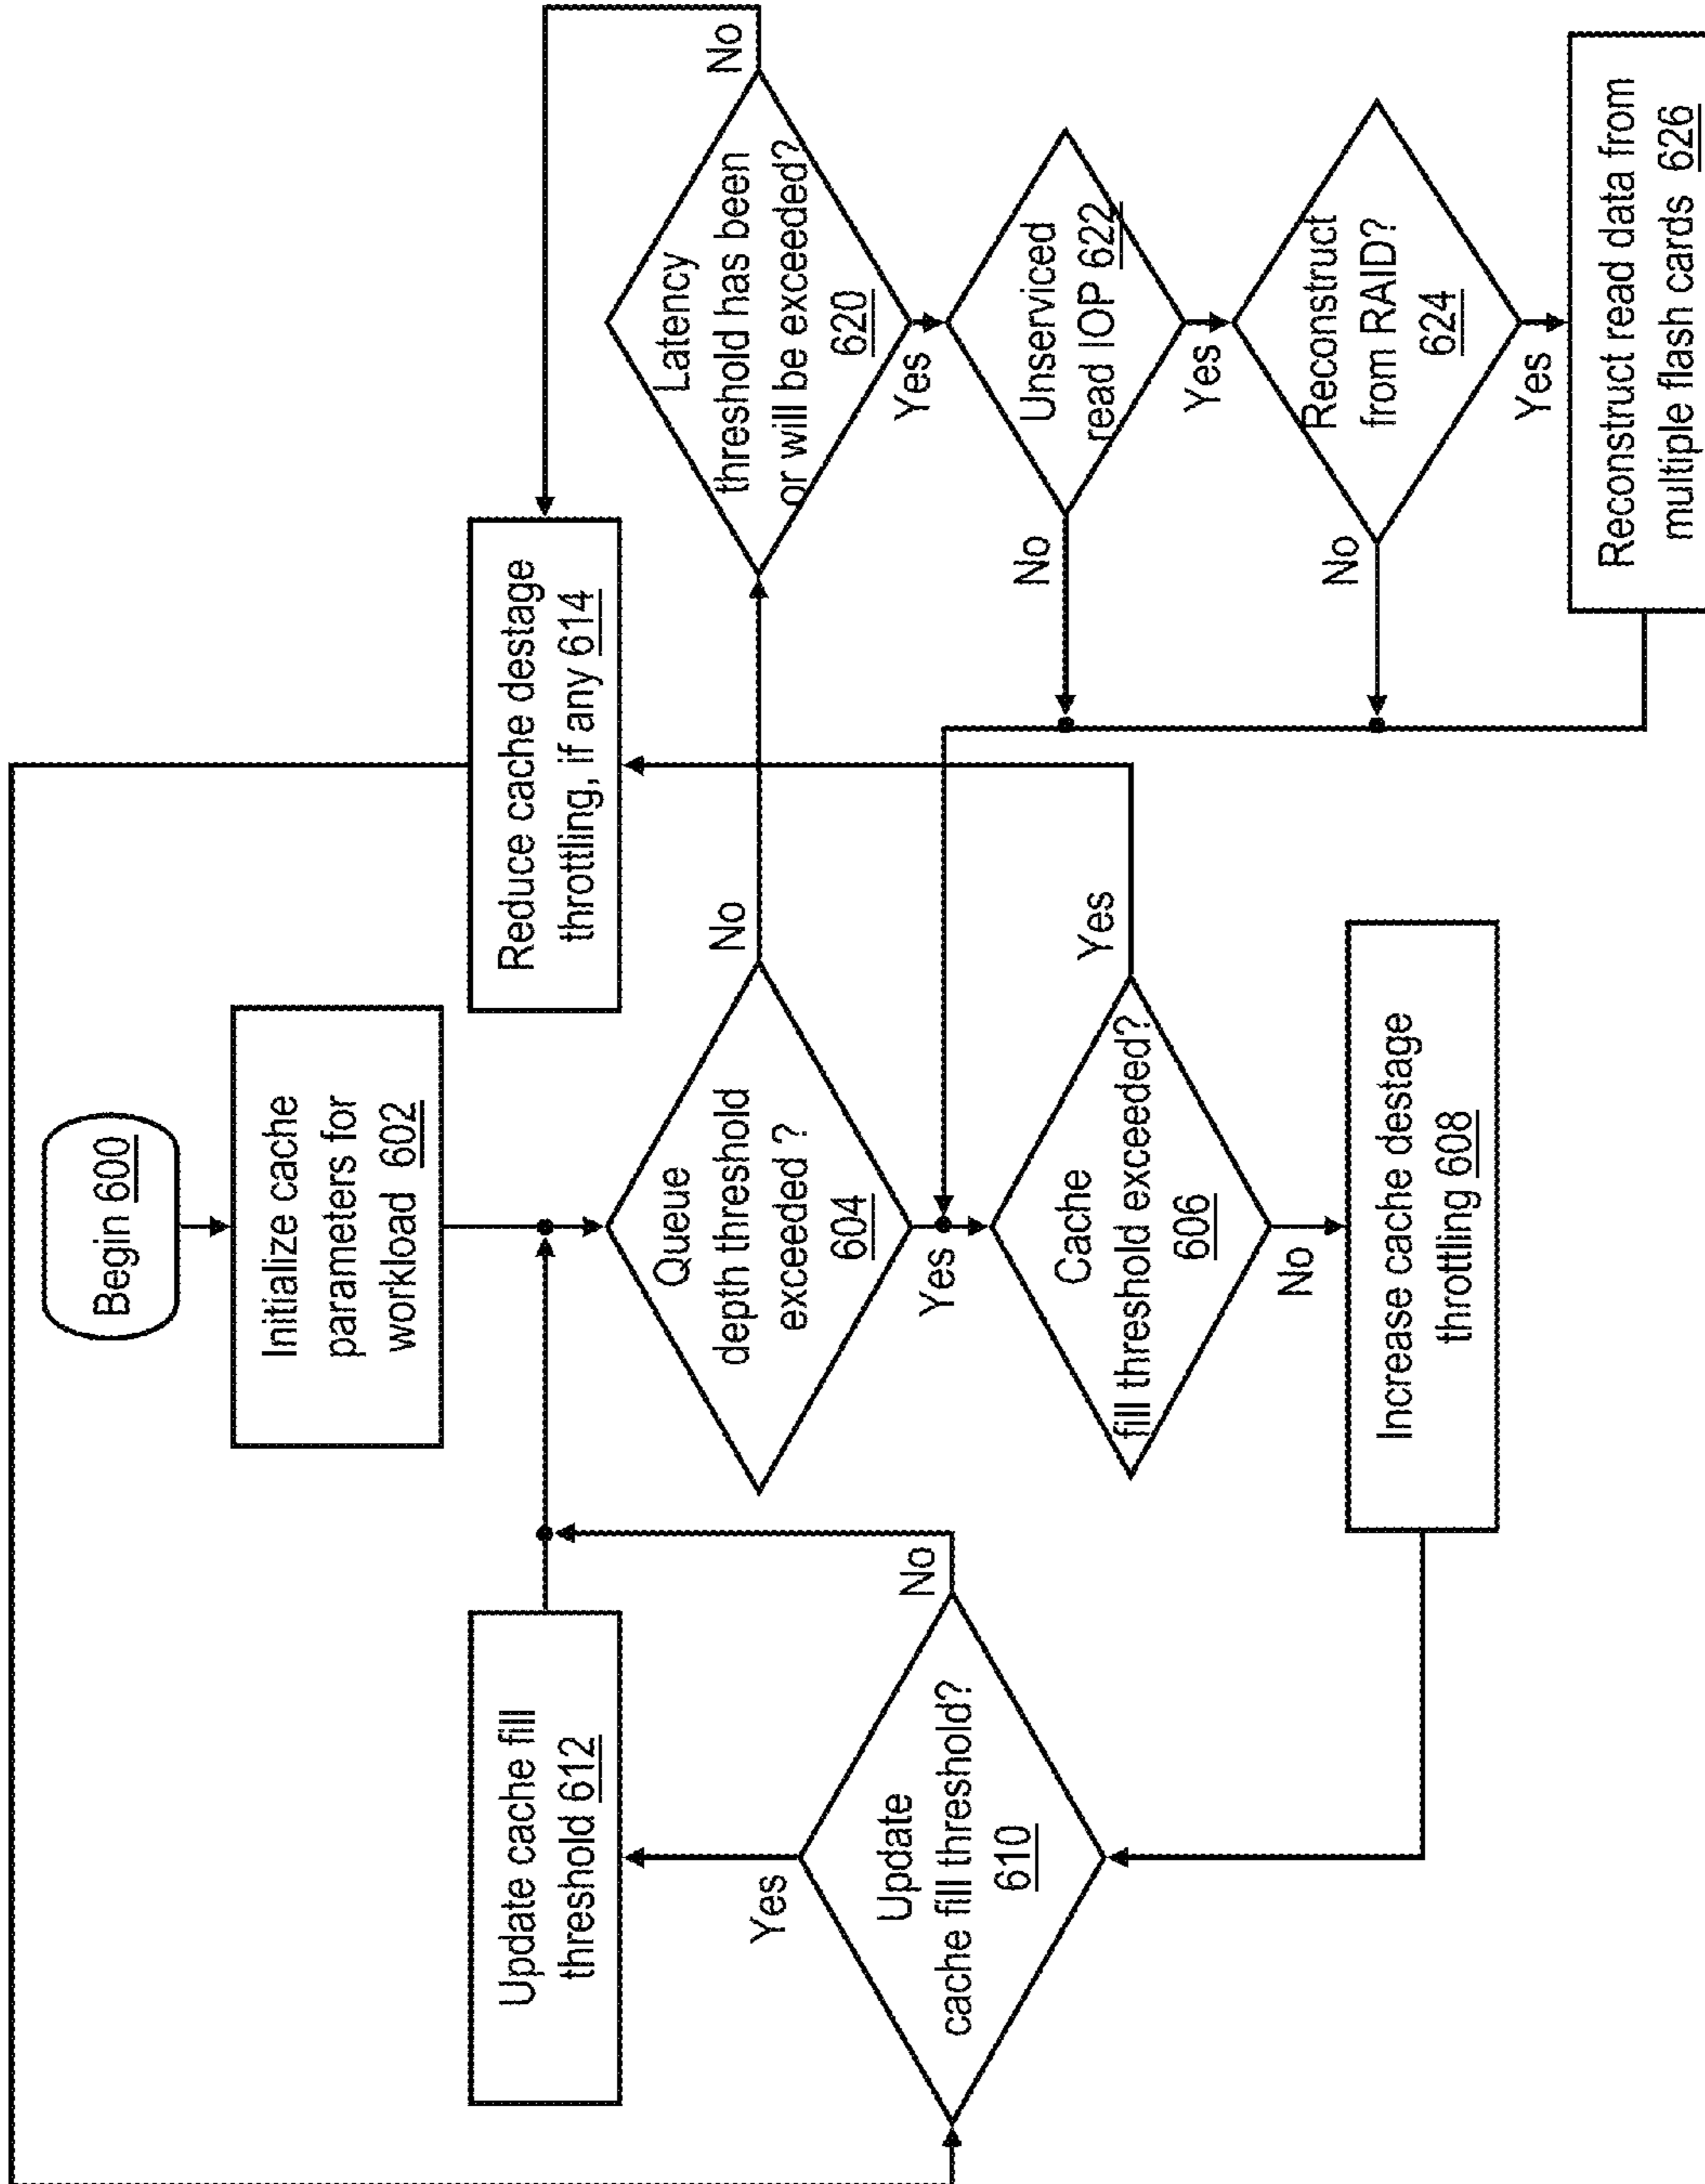 Begin 600
Initialize cache
parameters for
workload 602
Update cache fill
threshold 612
Reduce cache destage
throttling, if any 614
Queue
depth threshold
exceeded ?
604
No
Yes
Latency
threshold has been
or will be exceeded?
620
No
Yes
Update
cache fill threshold?
610
Yes
No
Cache
fill threshold exceeded?
606
Yes
No
Unserviced
read IOP 622
No
Yes
Reconstruct
from RAID?
624
No
Yes
Increase cache destage
throttling 608
Reconstruct read data from
multiple flash cards 626